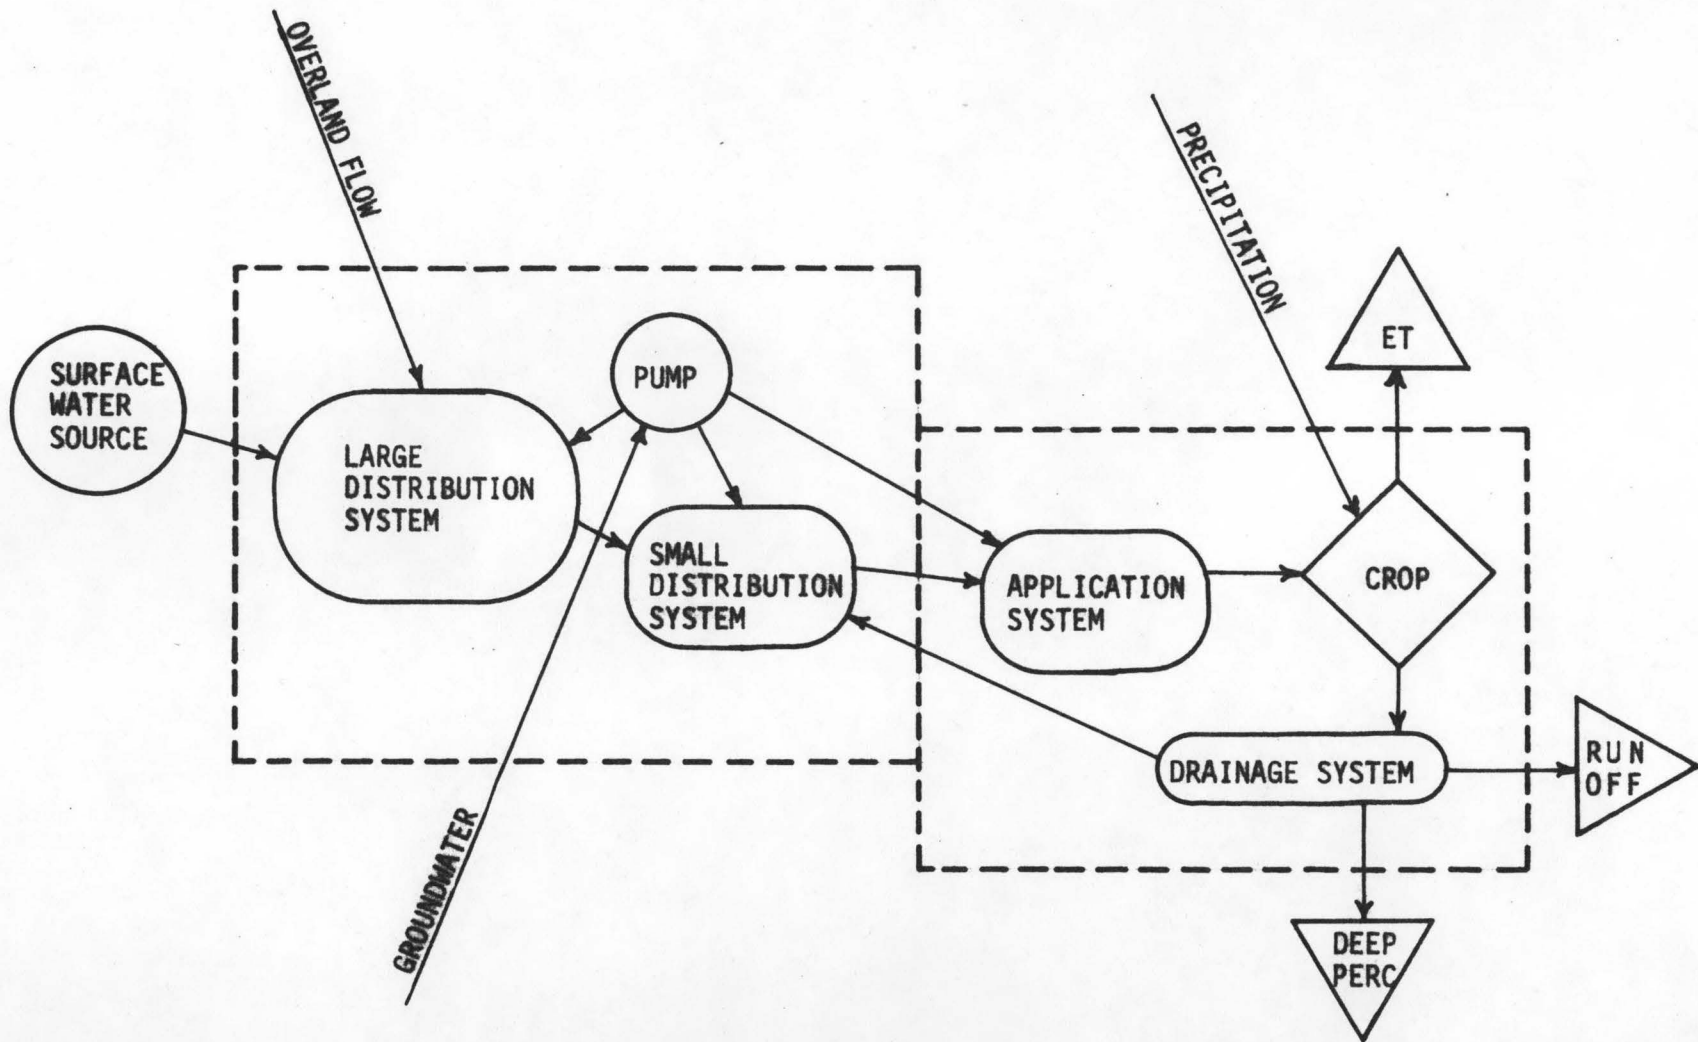 OVERLAND FLOW
PRECIPITATION
ET
SURFACE
WATER
SOURCE
PUMP
LARGE
DISTRIBUTION
SYSTEM
SMALL
DISTRIBUTION
SYSTEM
APPLICATION
SYSTEM
CROP
DRAINAGE SYSTEM
RUN
OFF
GROUNDWATER
DEEP
PERC